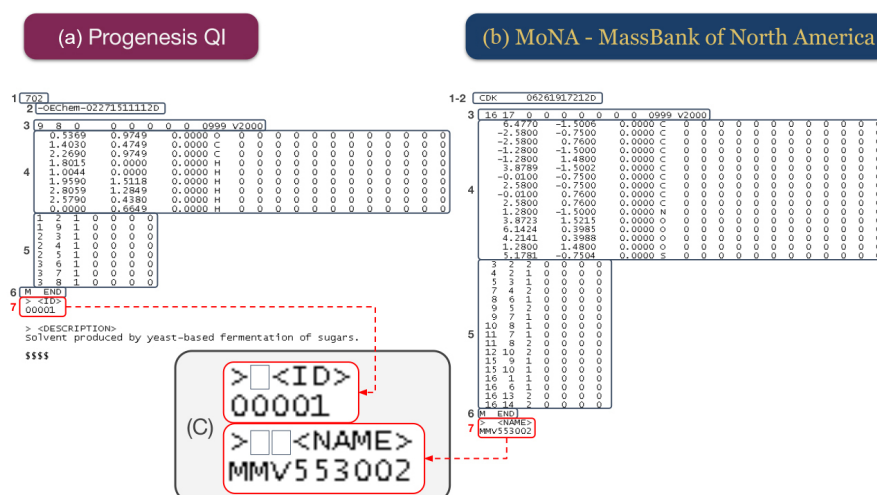 (a) Progenesis QI
1 702
2 -OEChem-02271511112D
3 9 8 0 0 0 0 0 0 0999 V2000
4
0.5369 0.9749 0.0000 O 0 0 0 0 0 0 0 0 0 0 0 0
1.4030 0.4749 0.0000 C 0 0 0 0 0 0 0 0 0 0 0 0
2.2690 0.9749 0.0000 C 0 0 0 0 0 0 0 0 0 0 0 0
1.8015 0.0000 0.0000 H 0 0 0 0 0 0 0 0 0 0 0 0
1.0044 0.0000 0.0000 H 0 0 0 0 0 0 0 0 0 0 0 0
1.9590 1.5118 0.0000 H 0 0 0 0 0 0 0 0 0 0 0 0
2.8059 1.2849 0.0000 H 0 0 0 0 0 0 0 0 0 0 0 0
2.5790 0.4380 0.0000 H 0 0 0 0 0 0 0 0 0 0 0 0
0.0000 0.6649 0.0000 H 0 0 0 0 0 0 0 0 0 0 0 0
5
1 2 1 0 0 0 0
1 9 1 0 0 0 0
2 3 1 0 0 0 0
2 4 1 0 0 0 0
2 5 1 0 0 0 0
3 6 1 0 0 0 0
3 7 1 0 0 0 0
3 8 1 0 0 0 0
6 M END
7 > <ID>
00001
> <DESCRIPTION>
Solvent produced by yeast-based fermentation of sugars.
$$$$
(b) MoNA - MassBank of North America
1-2 CDK 06261917212D
3 16 17 0 0 0 0 0 0 0999 V2000
4
6.4770 -1.5006 0.0000 C 0 0 0 0 0 0 0 0 0 0 0 0
-2.5800 -0.7500 0.0000 C 0 0 0 0 0 0 0 0 0 0 0 0
-2.5800 0.7600 0.0000 C 0 0 0 0 0 0 0 0 0 0 0 0
-1.2800 -1.5000 0.0000 C 0 0 0 0 0 0 0 0 0 0 0 0
-1.2800 1.4800 0.0000 C 0 0 0 0 0 0 0 0 0 0 0 0
3.8789 -1.5002 0.0000 C 0 0 0 0 0 0 0 0 0 0 0 0
-0.0100 -0.7500 0.0000 C 0 0 0 0 0 0 0 0 0 0 0 0
2.5800 -0.7500 0.0000 C 0 0 0 0 0 0 0 0 0 0 0 0
-0.0100 0.7600 0.0000 C 0 0 0 0 0 0 0 0 0 0 0 0
2.5800 0.7600 0.0000 C 0 0 0 0 0 0 0 0 0 0 0 0
1.2800 -1.5000 0.0000 N 0 0 0 0 0 0 0 0 0 0 0 0
3.8723 1.5215 0.0000 O 0 0 0 0 0 0 0 0 0 0 0 0
6.1424 0.3985 0.0000 O 0 0 0 0 0 0 0 0 0 0 0 0
4.2141 0.3988 0.0000 O 0 0 0 0 0 0 0 0 0 0 0 0
1.2800 1.4800 0.0000 O 0 0 0 0 0 0 0 0 0 0 0 0
5.1781 -0.7504 0.0000 S 0 0 0 0 0 0 0 0 0 0 0 0
5
3 2 2 0 0 0 0
4 2 1 0 0 0 0
5 3 1 0 0 0 0
7 4 2 0 0 0 0
8 6 1 0 0 0 0
9 5 2 0 0 0 0
9 7 1 0 0 0 0
10 8 1 0 0 0 0
11 7 1 0 0 0 0
11 8 2 0 0 0 0
12 10 2 0 0 0 0
15 9 1 0 0 0 0
15 10 1 0 0 0 0
16 1 1 0 0 0 0
16 6 1 0 0 0 0
16 13 2 0 0 0 0
16 14 2 0 0 0 0
6 M END
7 > <NAME>
MMV553002
(C)
> <ID>
00001
> <NAME>
MMV553002